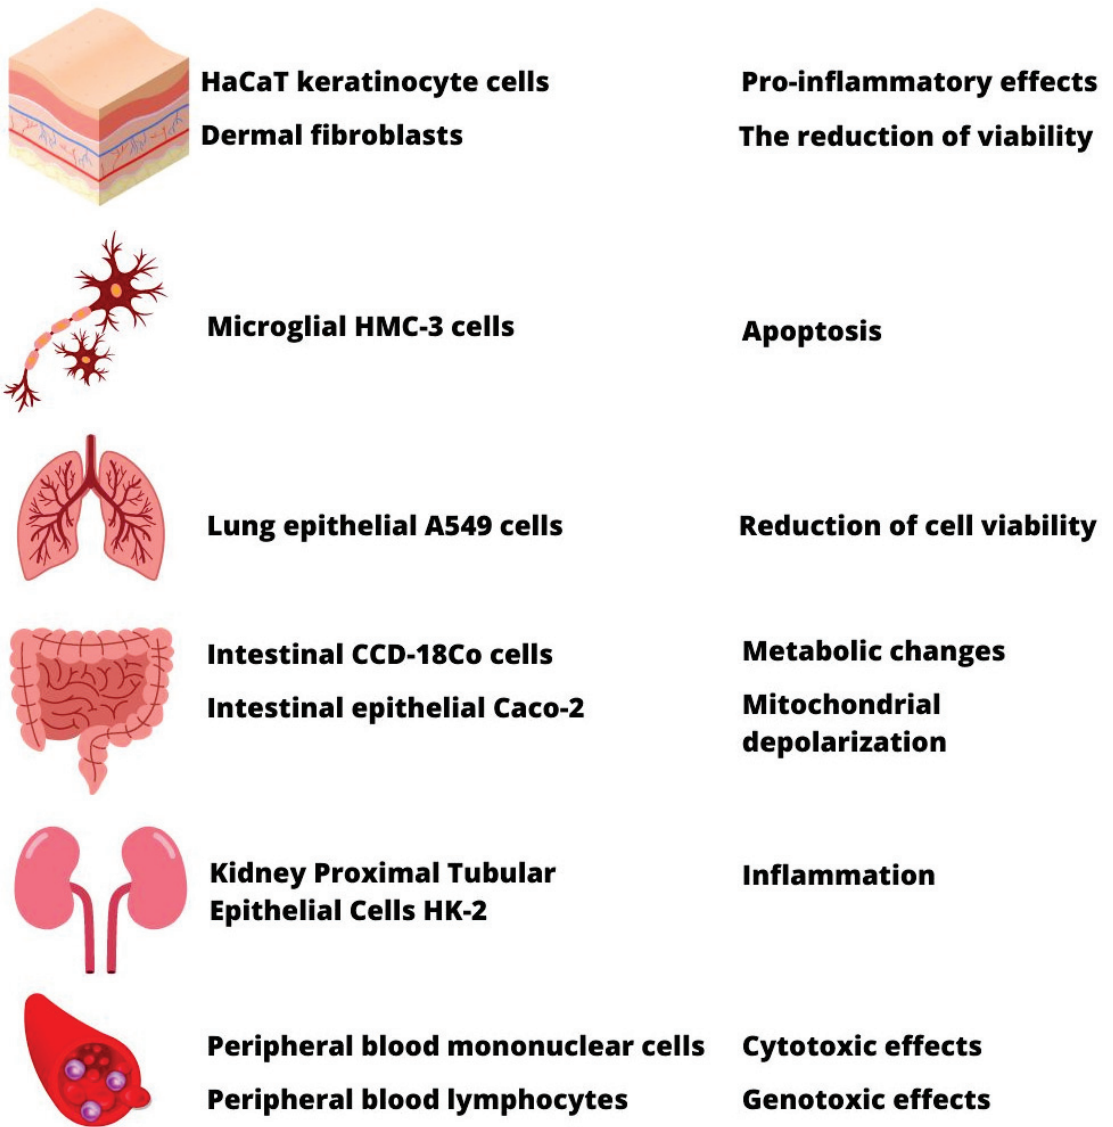 HaCaT keratinocyte cells
Pro-inflammatory effects
Dermal fibroblasts
The reduction of viability
Microglial HMC-3 cells
Apoptosis
Lung epithelial A549 cells
Reduction of cell viability
Intestinal CCD-18Co cells
Metabolic changes
Intestinal epithelial Caco-2
Mitochondrial
depolarization
Kidney Proximal Tubular
Epithelial Cells HK-2
Inflammation
Peripheral blood mononuclear cells
Cytotoxic effects
Peripheral blood lymphocytes
Genotoxic effects